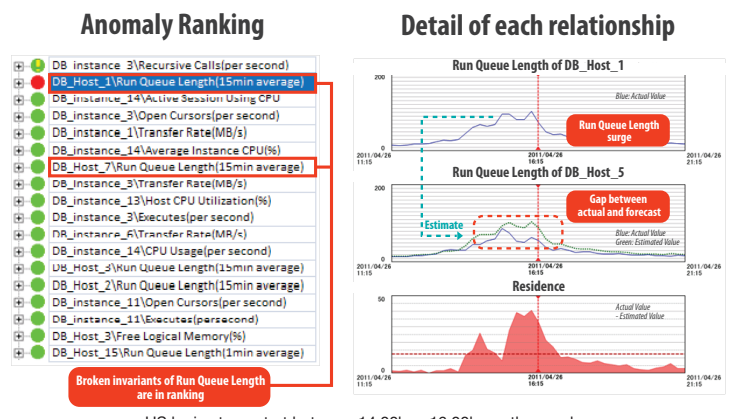 Anomaly Ranking
DB_instance_3\Recursive Calls(per second)
DB_Host_1\Run Queue Length(15min average)
DB_instance_14\Active Session Using CPU
DB_instance_3\Open Cursors(per second)
DB_instance_1\Transfer Rate(MB/s)
DB_instance_14\Average Instance CPU(%)
DB_Host_7\Run Queue Length(15min average)
DB_instance_3\Transfer Rate(MB/s)
DB_instance_13\Host CPU Utilization(%)
DB_instance_3\Executes(per second)
DB_instance_6\Transfer Rate(MB/s)
DB_instance_14\CPU Usage(per second)
DB_Host_3\Run Queue Length(15min average)
DB_Host_2\Run Queue Length(15min average)
DB_instance_11\Open Cursors(per second)
DB_instance_11\Executes(persecond)
DB_Host_3\Free Logical Memory(%)
DB_Host_15\Run Queue Length(1min average)
Broken invariants of Run Queue Length
are in ranking
Detail of each relationship
Run Queue Length of DB_Host_1
200
Blue: Actual Value
Run Queue Length
surge
0
2011/04/26
11:15
2011/04/26
16:15
2011/04/26
21:15
Run Queue Length of DB_Host_5
200
Gap between
actual and forecast
Estimate
Blue: Actual Value
Green: Estimated Value
0
2011/04/26
11:15
2011/04/26
16:15
2011/04/26
21:15
Residence
50
Actual Value
- Estimated Value
0
2011/04/26
11:15
2011/04/26
16:15
2011/04/26
21:15